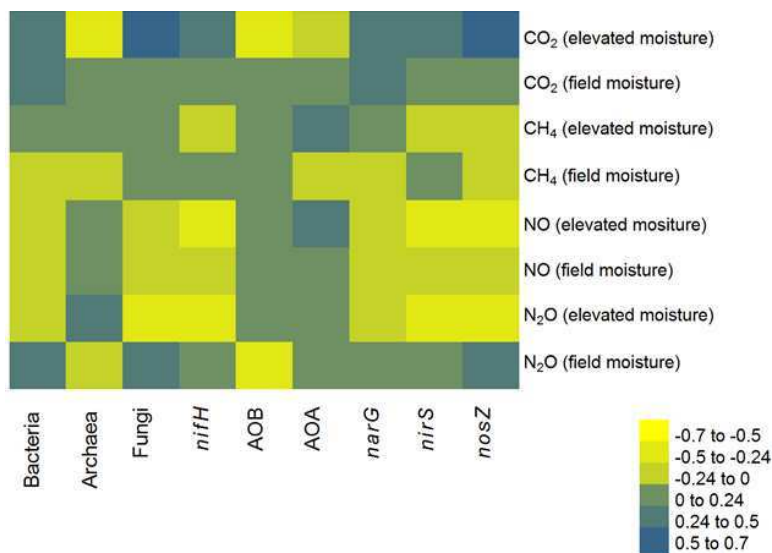 CO₂ (elevated moisture)
CO₂ (field moisture)
CH₄ (elevated moisture)
CH₄ (field moisture)
NO (elevated mositure)
NO (field moisture)
N₂O (elevated moisture)
N₂O (field moisture)
Bacteria
Archaea
Fungi
nifH
AOB
AOA
narG
nirS
nosZ
-0.7 to -0.5
-0.5 to -0.24
-0.24 to 0
0 to 0.24
0.24 to 0.5
0.5 to 0.7